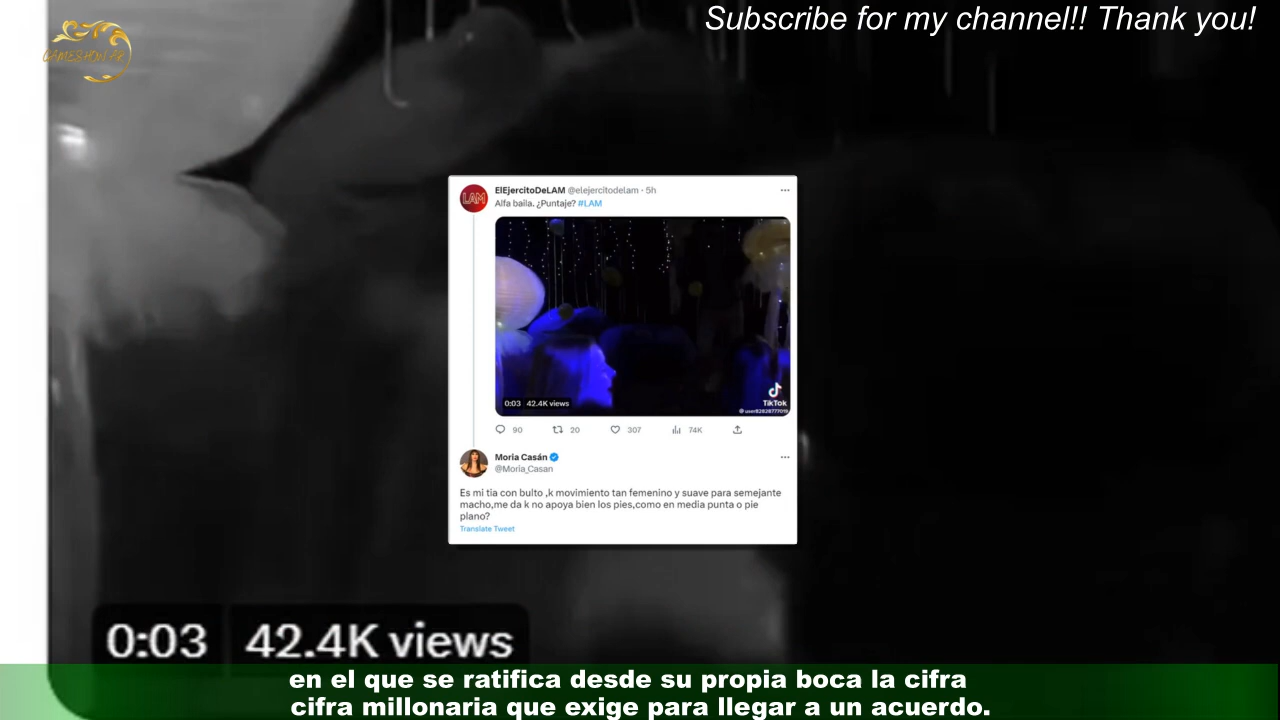 Subscribe for my channel!! Thank you!
GAMESHOW AR
ElEjercitoDeLAM @elejercitodelam · 5h
Alfa baila. ¿Puntaje? #LAM
LAM
0:03 42.4K views
TikTok
90 20 307 74K
Moria Casán
@Moria_Casan
Es mi tia con bulto ,k movimiento tan femenino y suave para semejante
macho,me da k no apoya bien los pies,como en media punta o pie
plano?
Translate Tweet
0:03 42.4K views
en el que se ratifica desde su propia boca la cifra
cifra millonaria que exige para llegar a un acuerdo.